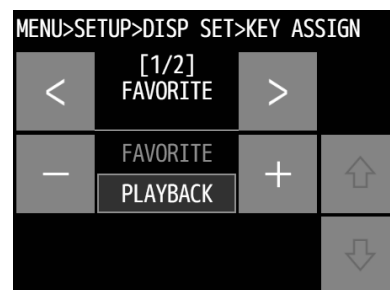 MENU>SETUP>DISP SET>KEY ASSIGN
[1/2]
< FAVORITE >
FAVORITE
− PLAYBACK +